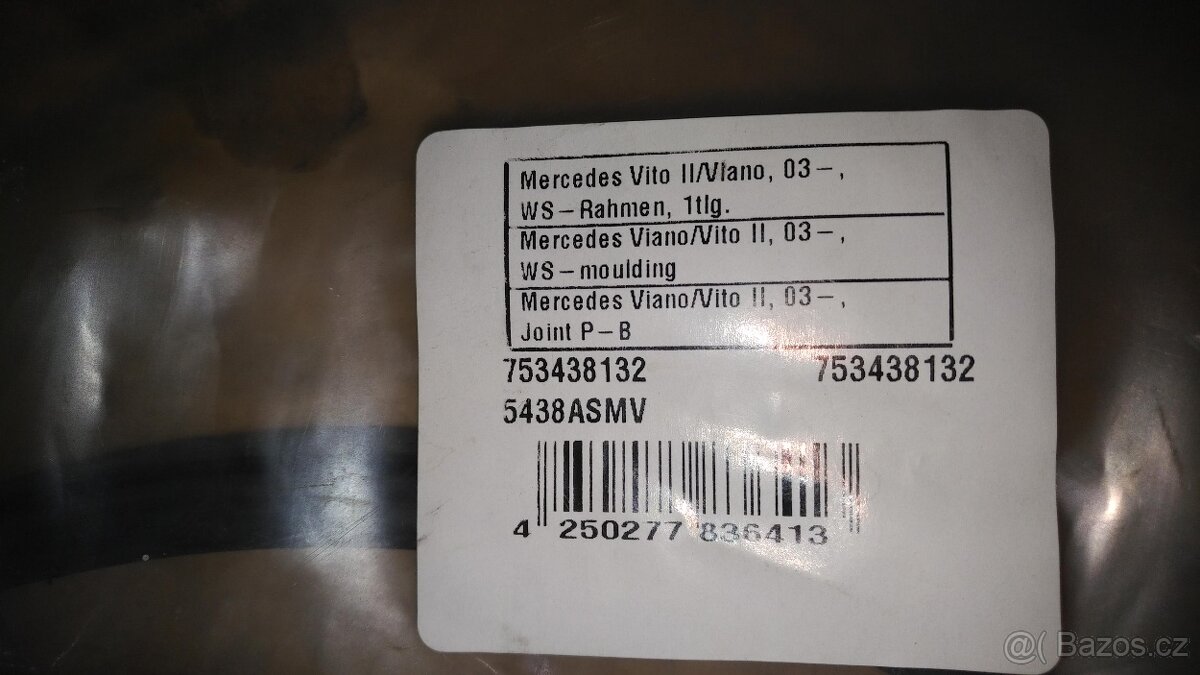 Mercedes Vito II/Viano, 03-,
WS-Rahmen, 1tlg.
Mercedes Viano/Vito II, 03-,
WS-moulding
Mercedes Viano/Vito II, 03-,
Joint P-B
753438132 753438132
5438ASMV
4 250277 836413
@( Bazos.cz